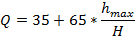 Q = 35 + 65 * h_max / H